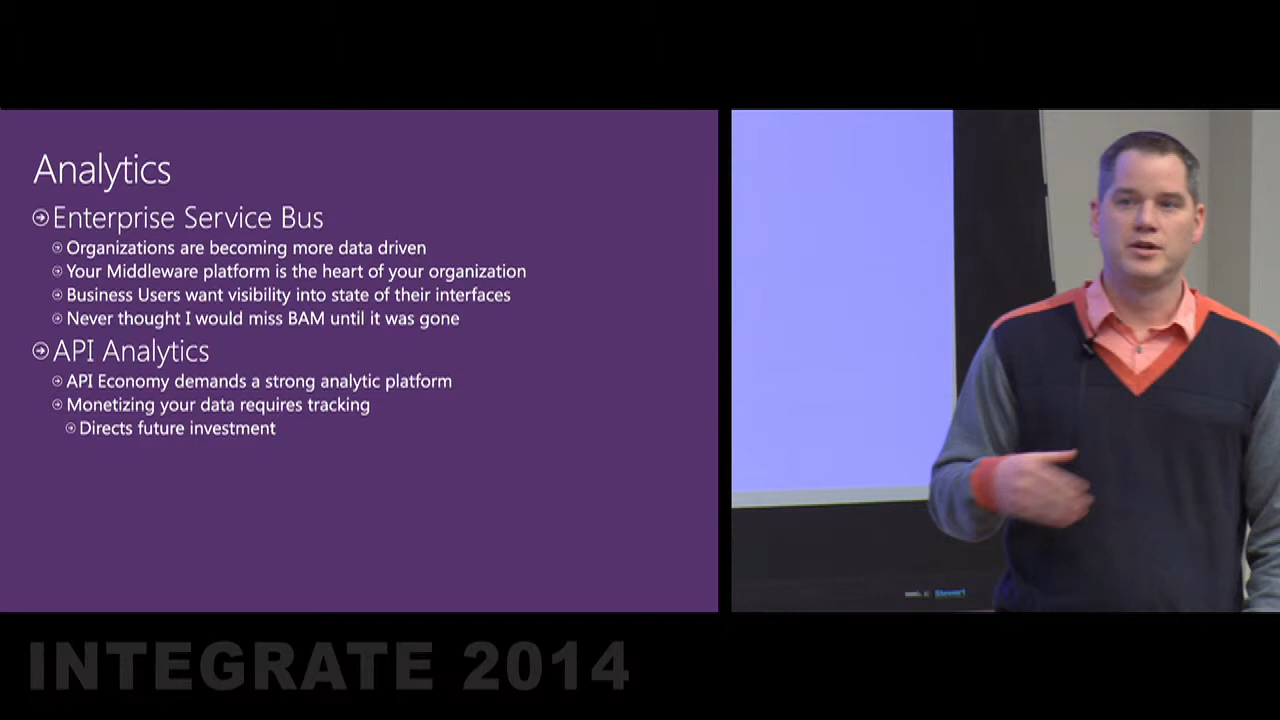 Analytics
Enterprise Service Bus
Organizations are becoming more data driven
Your Middleware platform is the heart of your organization
Business Users want visibility into state of their interfaces
Never thought I would miss BAM until it was gone
API Analytics
API Economy demands a strong analytic platform
Monetizing your data requires tracking
Directs future investment
Stewart
INTEGRATE 2014